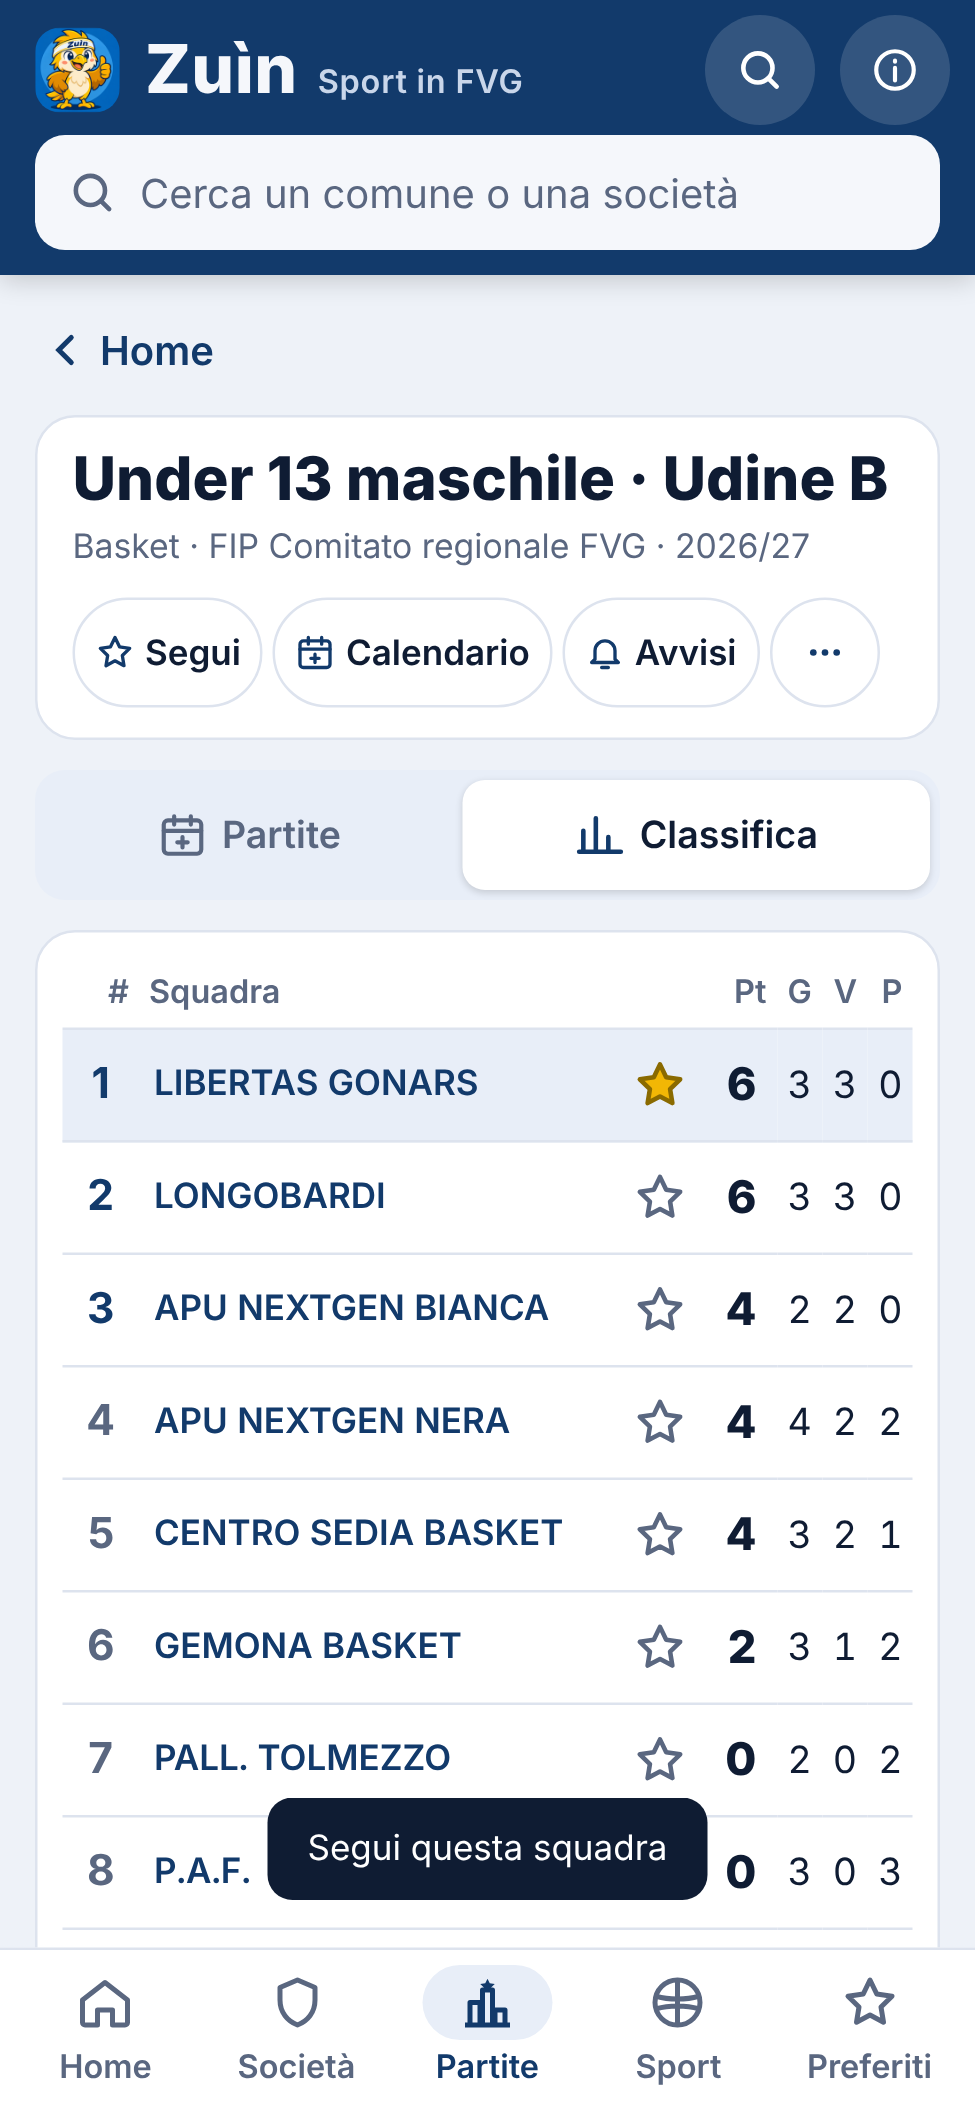 Zuin
Zuìn Sport in FVG
Cerca un comune o una società
Home
Under 13 maschile · Udine B
Basket · FIP Comitato regionale FVG · 2026/27
Segui Calendario Avvisi ...
Partite Classifica
# Squadra Pt G V P
1 LIBERTAS GONARS 6 3 3 0
2 LONGOBARDI 6 3 3 0
3 APU NEXTGEN BIANCA 4 2 2 0
4 APU NEXTGEN NERA 4 4 2 2
5 CENTRO SEDIA BASKET 4 3 2 1
6 GEMONA BASKET 2 3 1 2
7 PALL. TOLMEZZO 0 2 0 2
8 P.A.F. 0 3 0 3
Segui questa squadra
Home Società Partite Sport Preferiti